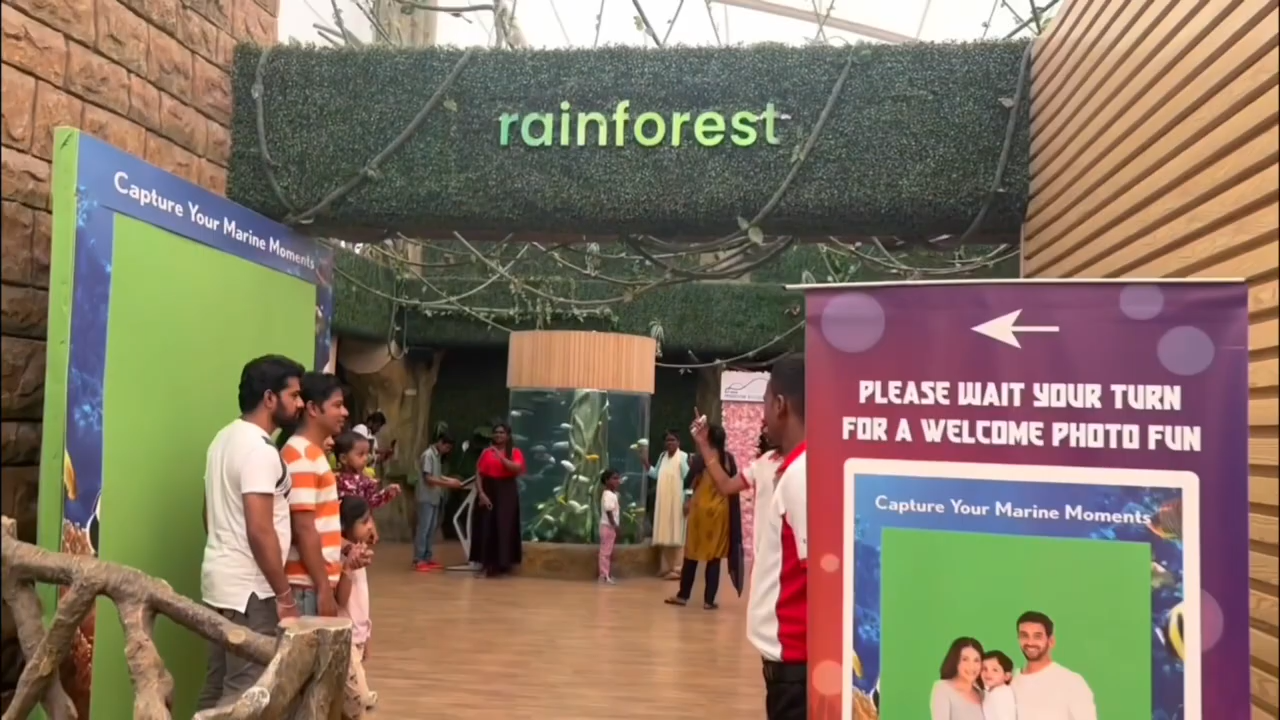 rainforest
Capture Your Marine Moments
PLEASE WAIT YOUR TURN
FOR A WELCOME PHOTO FUN
Capture Your Marine Moments